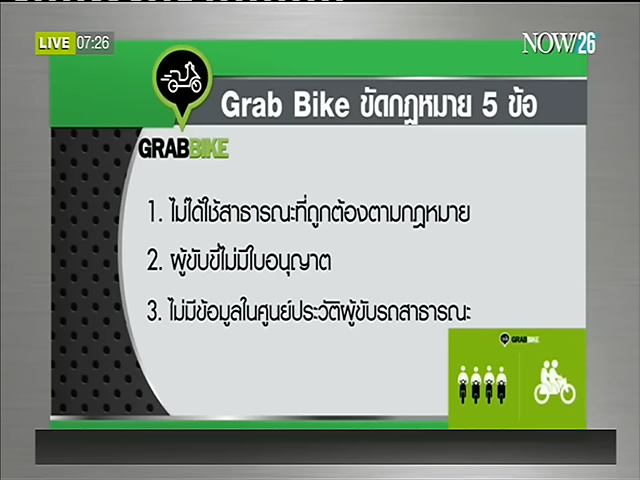 LIVE 07:26
NOW 26
Grab Bike ขัดกฎหมาย 5 ข้อ
GRABBIKE
1. ไม่ได้ใช้สาธารณะที่ถูกต้องตามกฎหมาย
2. ผู้ขับขี่ไม่มีใบอนุญาต
3. ไม่มีข้อมูลในศูนย์ประวัติผู้ขับรถสาธารณะ
GRABBIKE